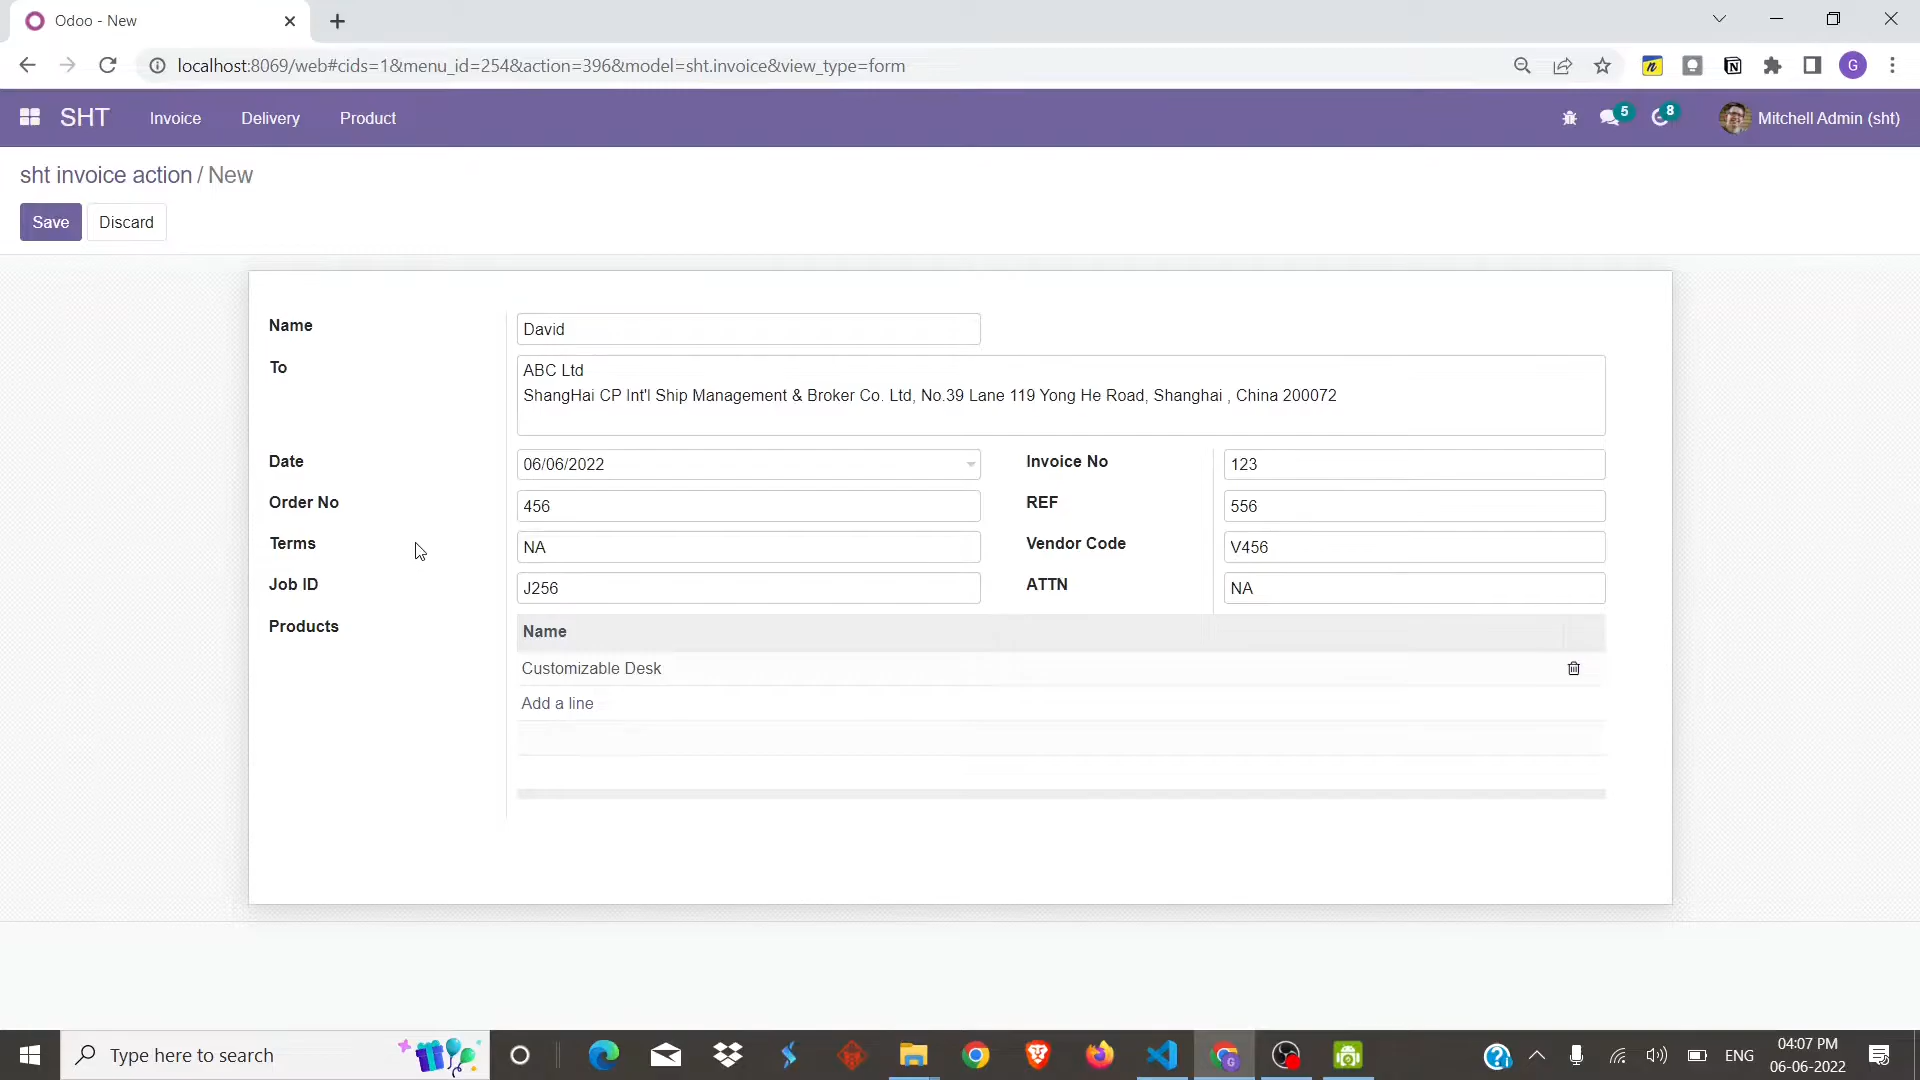 Odoo - New
localhost:8069/web#cids=1&menu_id=254&action=396&model=sht.invoice&view_type=form
G
SHT Invoice Delivery Product 5 8 Mitchell Admin (sht)
sht invoice action / New
Save Discard
Name David
To ABC Ltd
ShangHai CP Int'l Ship Management & Broker Co. Ltd, No.39 Lane 119 Yong He Road, Shanghai , China 200072
Date 06/06/2022 Invoice No 123
Order No 456 REF 556
Terms NA Vendor Code V456
Job ID J256 ATTN NA
Products Name
Customizable Desk
Add a line
Type here to search
ENG 04:07 PM
06-06-2022